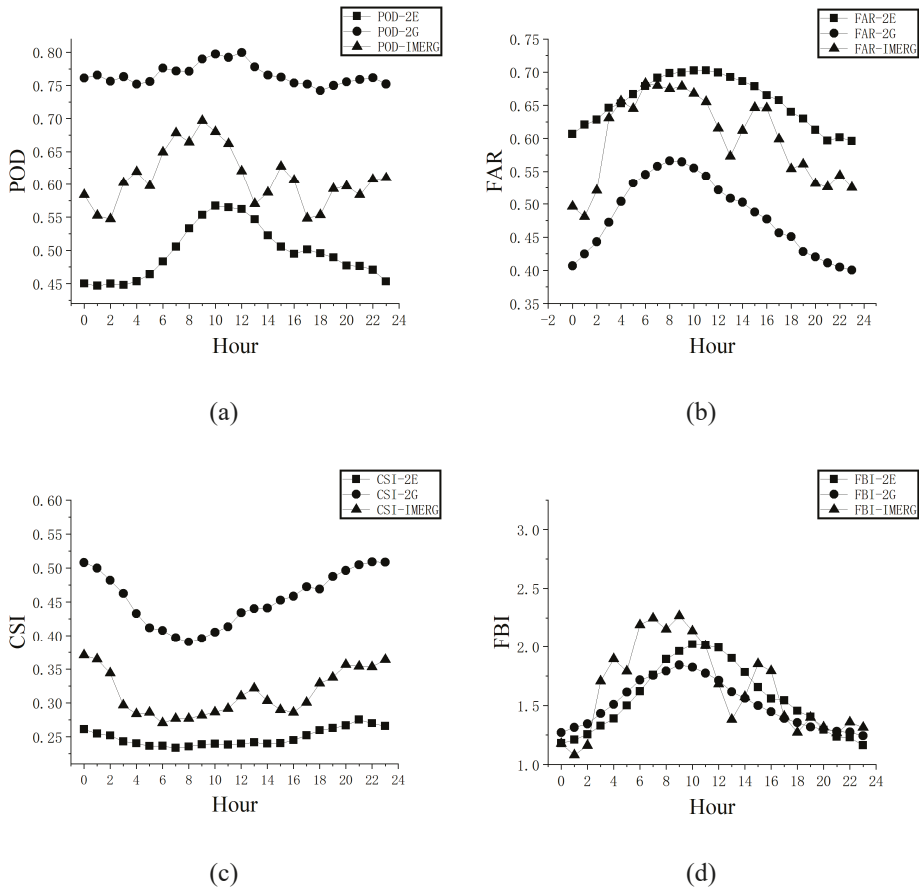 POD-2E
POD-2G
POD-IMERG
POD
0.80
0.75
0.70
0.65
0.60
0.55
0.50
0.45
0 2 4 6 8 10 12 14 16 18 20 22 24
Hour
(a)
FAR-2E
FAR-2G
FAR-IMERG
FAR
0.75
0.70
0.65
0.60
0.55
0.50
0.45
0.40
0.35
-2 0 2 4 6 8 10 12 14 16 18 20 22 24
Hour
(b)
CSI-2E
CSI-2G
CSI-IMERG
CSI
0.60
0.55
0.50
0.45
0.40
0.35
0.30
0.25
0 2 4 6 8 10 12 14 16 18 20 22 24
Hour
(c)
FBI-2E
FBI-2G
FBI-IMERG
FBI
3.0
2.5
2.0
1.5
1.0
0 2 4 6 8 10 12 14 16 18 20 22 24
Hour
(d)